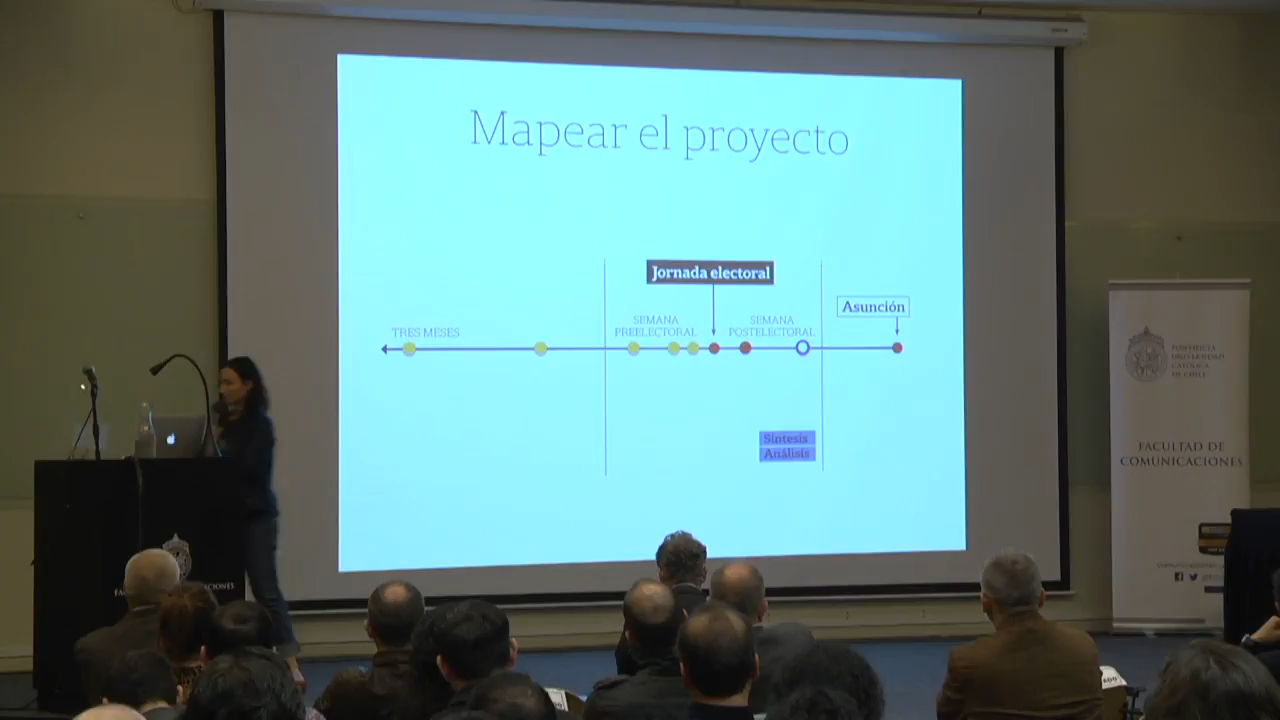 Mapear el proyecto
Jornada electoral
Asunción
TRES MESES
SEMANA
PREELECTORAL
SEMANA
POSTELECTORAL
Síntesis
Análisis
PONTIFICIA
UNIVERSIDAD
CATÓLICA
DE CHILE
FACULTAD DE
COMUNICACIONES